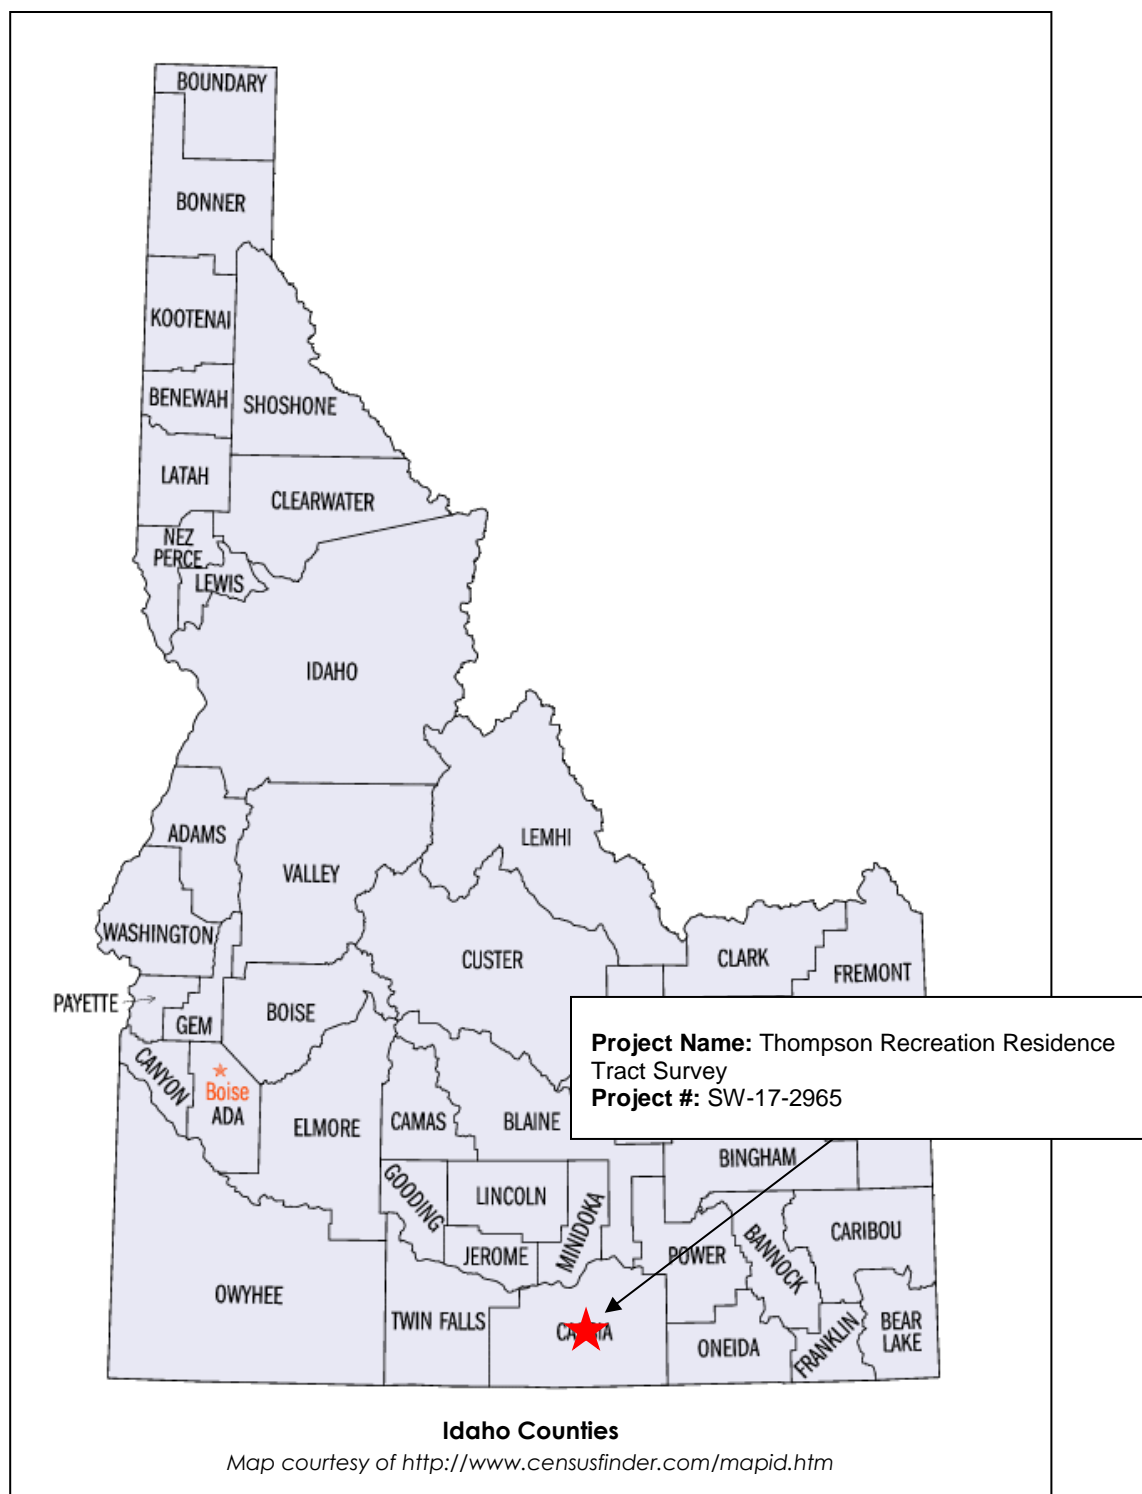 BOUNDARY
BONNER
KOOTENAI
BENEWAH
SHOSHONE
LATAH
CLEARWATER
NEZ
PERCE
LEWIS
IDAHO
ADAMS
LEMHI
VALLEY
WASHINGTON
CUSTER
CLARK
FREMONT
PAYETTE
GEM
BOISE
Project Name: Thompson Recreation Residence
Tract Survey
Project #: SW-17-2965
CANYON
Boise
ADA
ELMORE
CAMAS
BLAINE
BINGHAM
GOODING
LINCOLN
MINIDOKA
JEROME
POWER
BANNOCK
CARIBOU
OWYHEE
TWIN FALLS
ONEIDA
FRANKLIN
BEAR
LAKE
Idaho Counties
Map courtesy of http://www.censusfinder.com/mapid.htm